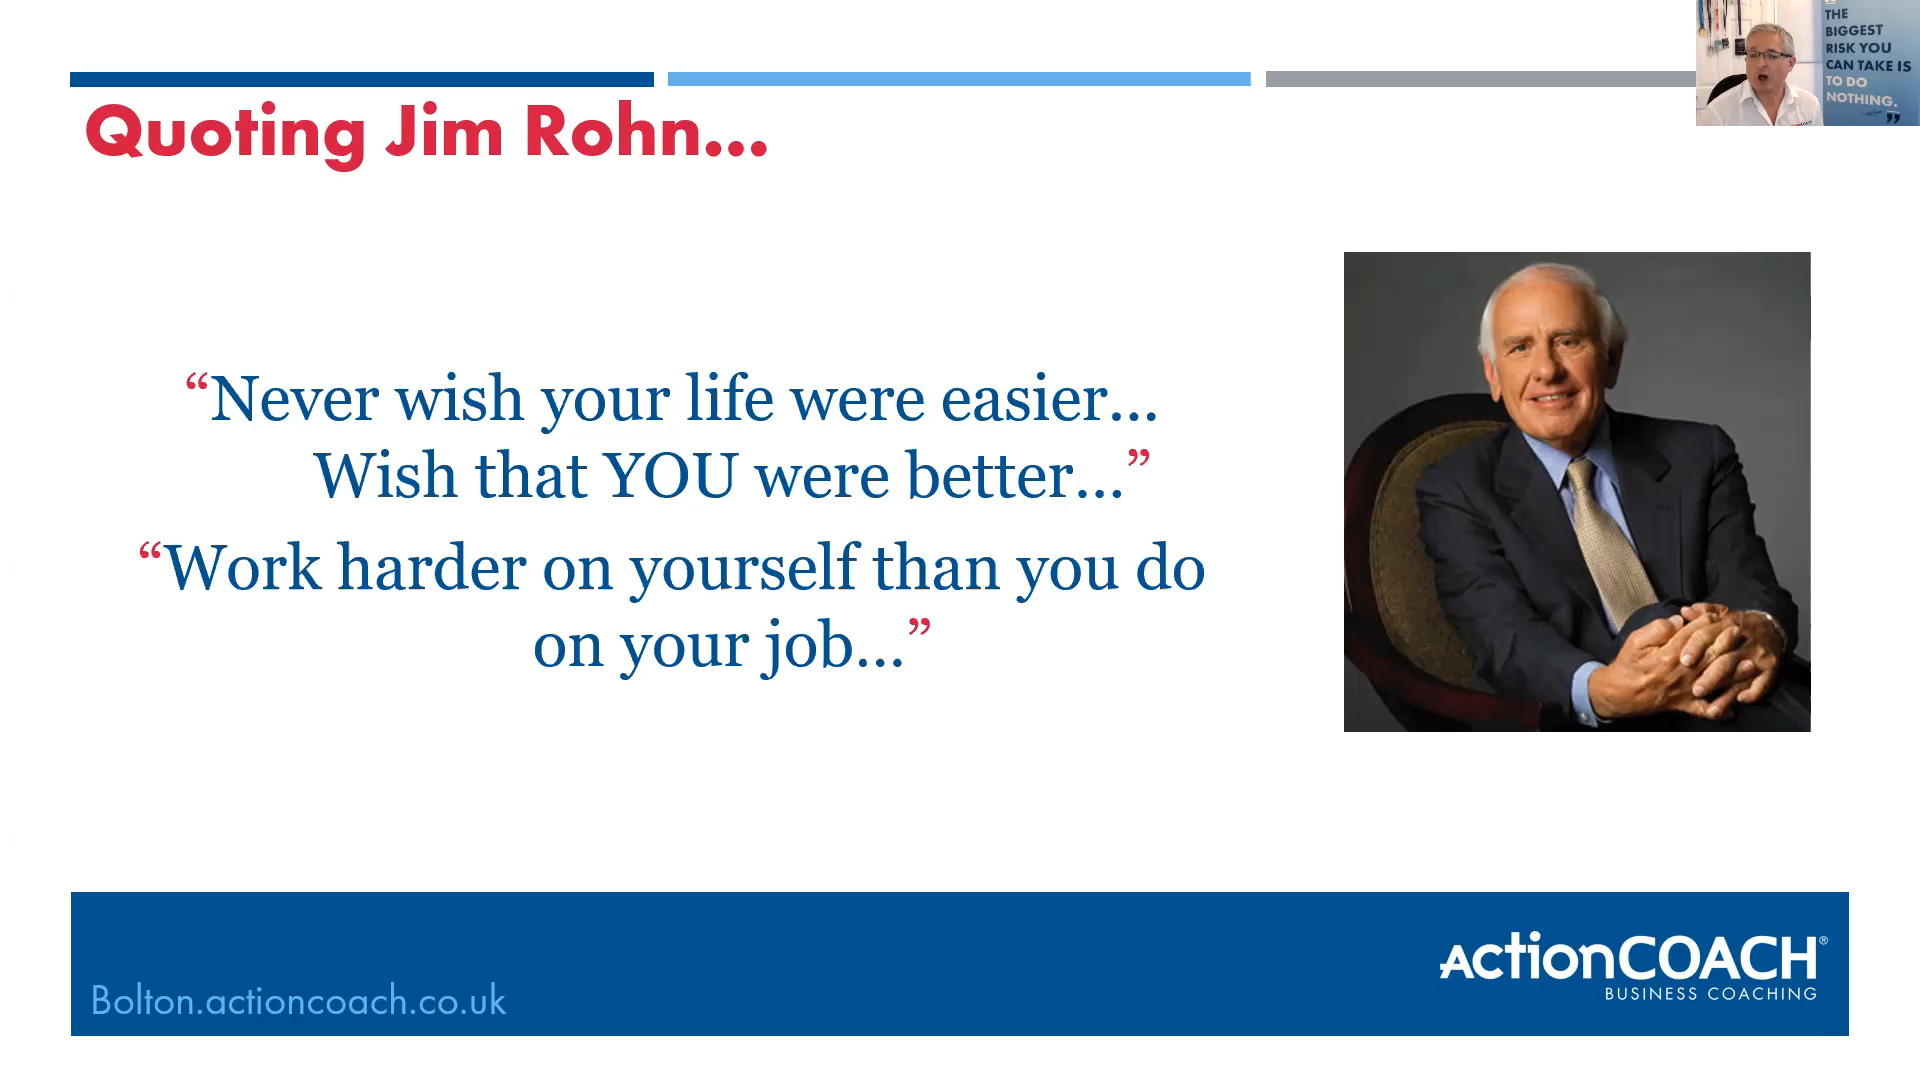 Quoting Jim Rohn...
THE
BIGGEST
RISK YOU
CAN TAKE IS
TO DO
NOTHING.
”
“Never wish your life were easier...
Wish that YOU were better...”
“Work harder on yourself than you do
on your job...”
Bolton.actioncoach.co.uk
actionCOACH®
BUSINESS COACHING